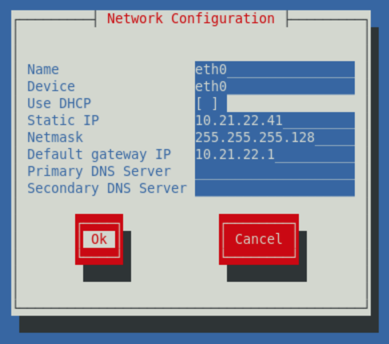 Network Configuration
Name eth0
Device eth0
Use DHCP [ ]
Static IP 10.21.22.41
Netmask 255.255.255.128
Default gateway IP 10.21.22.1
Primary DNS Server
Secondary DNS Server
Ok Cancel